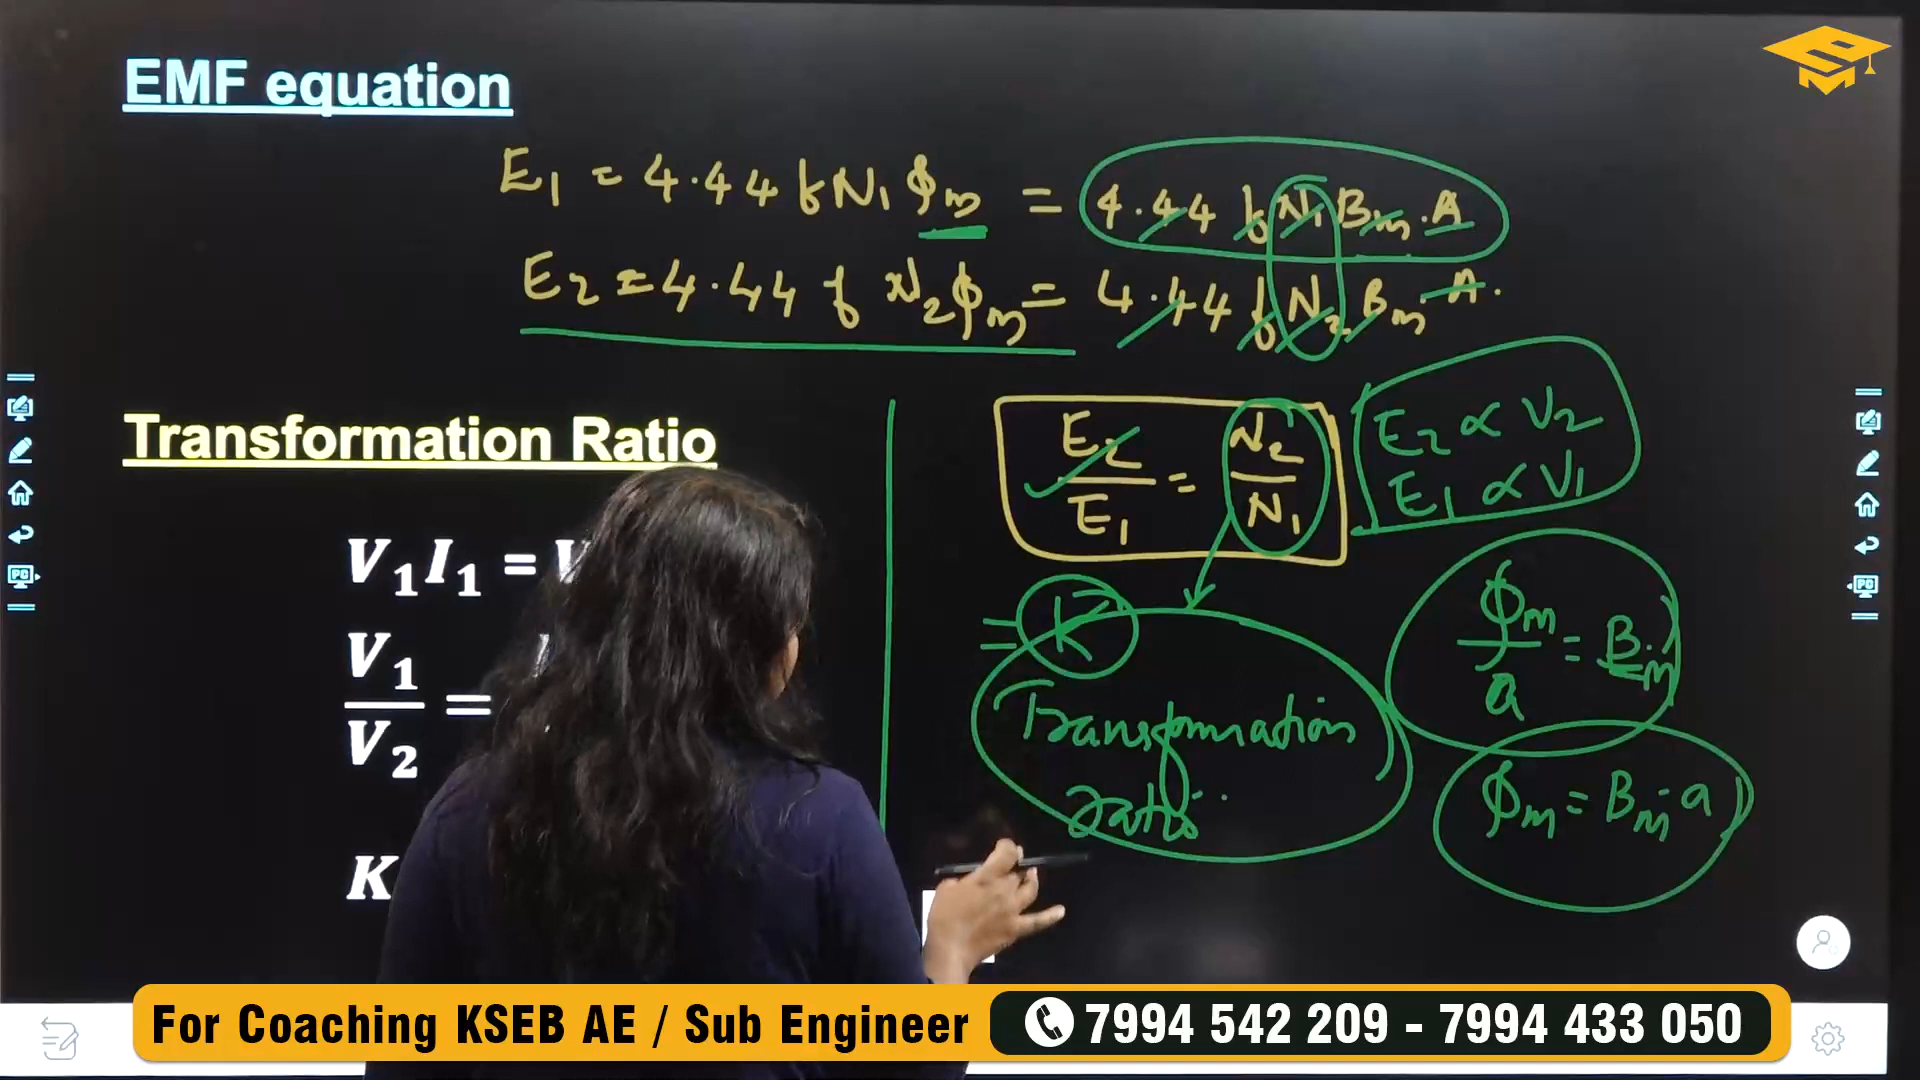 EMF equation
E₁ = 4.44 f N₁ ϕm = 4.44 f N₁ Bm . A
E₂ = 4.44 f N₂ ϕm = 4.44 f N₂ Bm . A .
Transformation Ratio
E₂/E₁ = N₂/N₁
E₂ ∝ V₂
E₁ ∝ V₁
V₁I₁ =
= K
ϕm/a = Bm
V₁/V₂ =
Transformation
ratio
ϕm = Bm . a
K
PC
PC
For Coaching KSEB AE / Sub Engineer
7994 542 209 - 7994 433 050